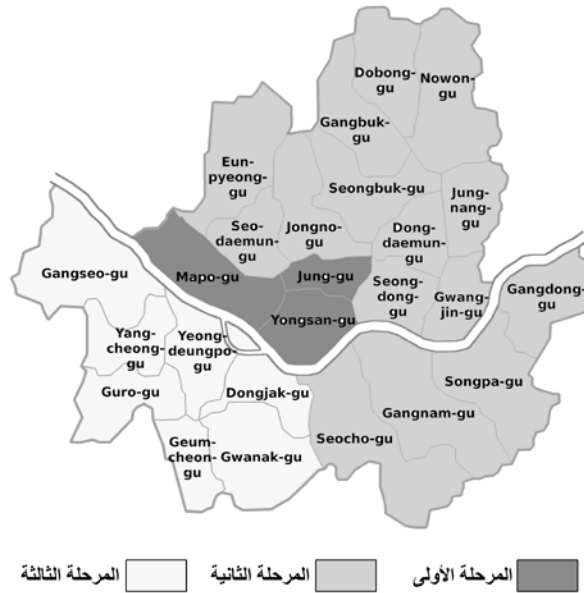 Dobong-
gu
Nowon-
gu
Gangbuk-
gu
Eun-
pyeong-
gu
Seongbuk-gu
Jung-
nang-
gu
Seo-
daemun-
gu
Jongno-
gu
Dong-
daemun-
gu
Gangseo-gu
Mapo-gu
Jung-gu
Seong-
dong-
gu
Gwang-
jin-gu
Gangdong-
gu
Yongsan-gu
Yang-
cheong-
gu
Yeong-
deungpo-
gu
Songpa-gu
Guro-gu
Dongjak-gu
Gangnam-gu
Seocho-gu
Geum-
cheon-
gu
Gwanak-gu
المرحلة الأولى
المرحلة الثانية
المرحلة الثالثة